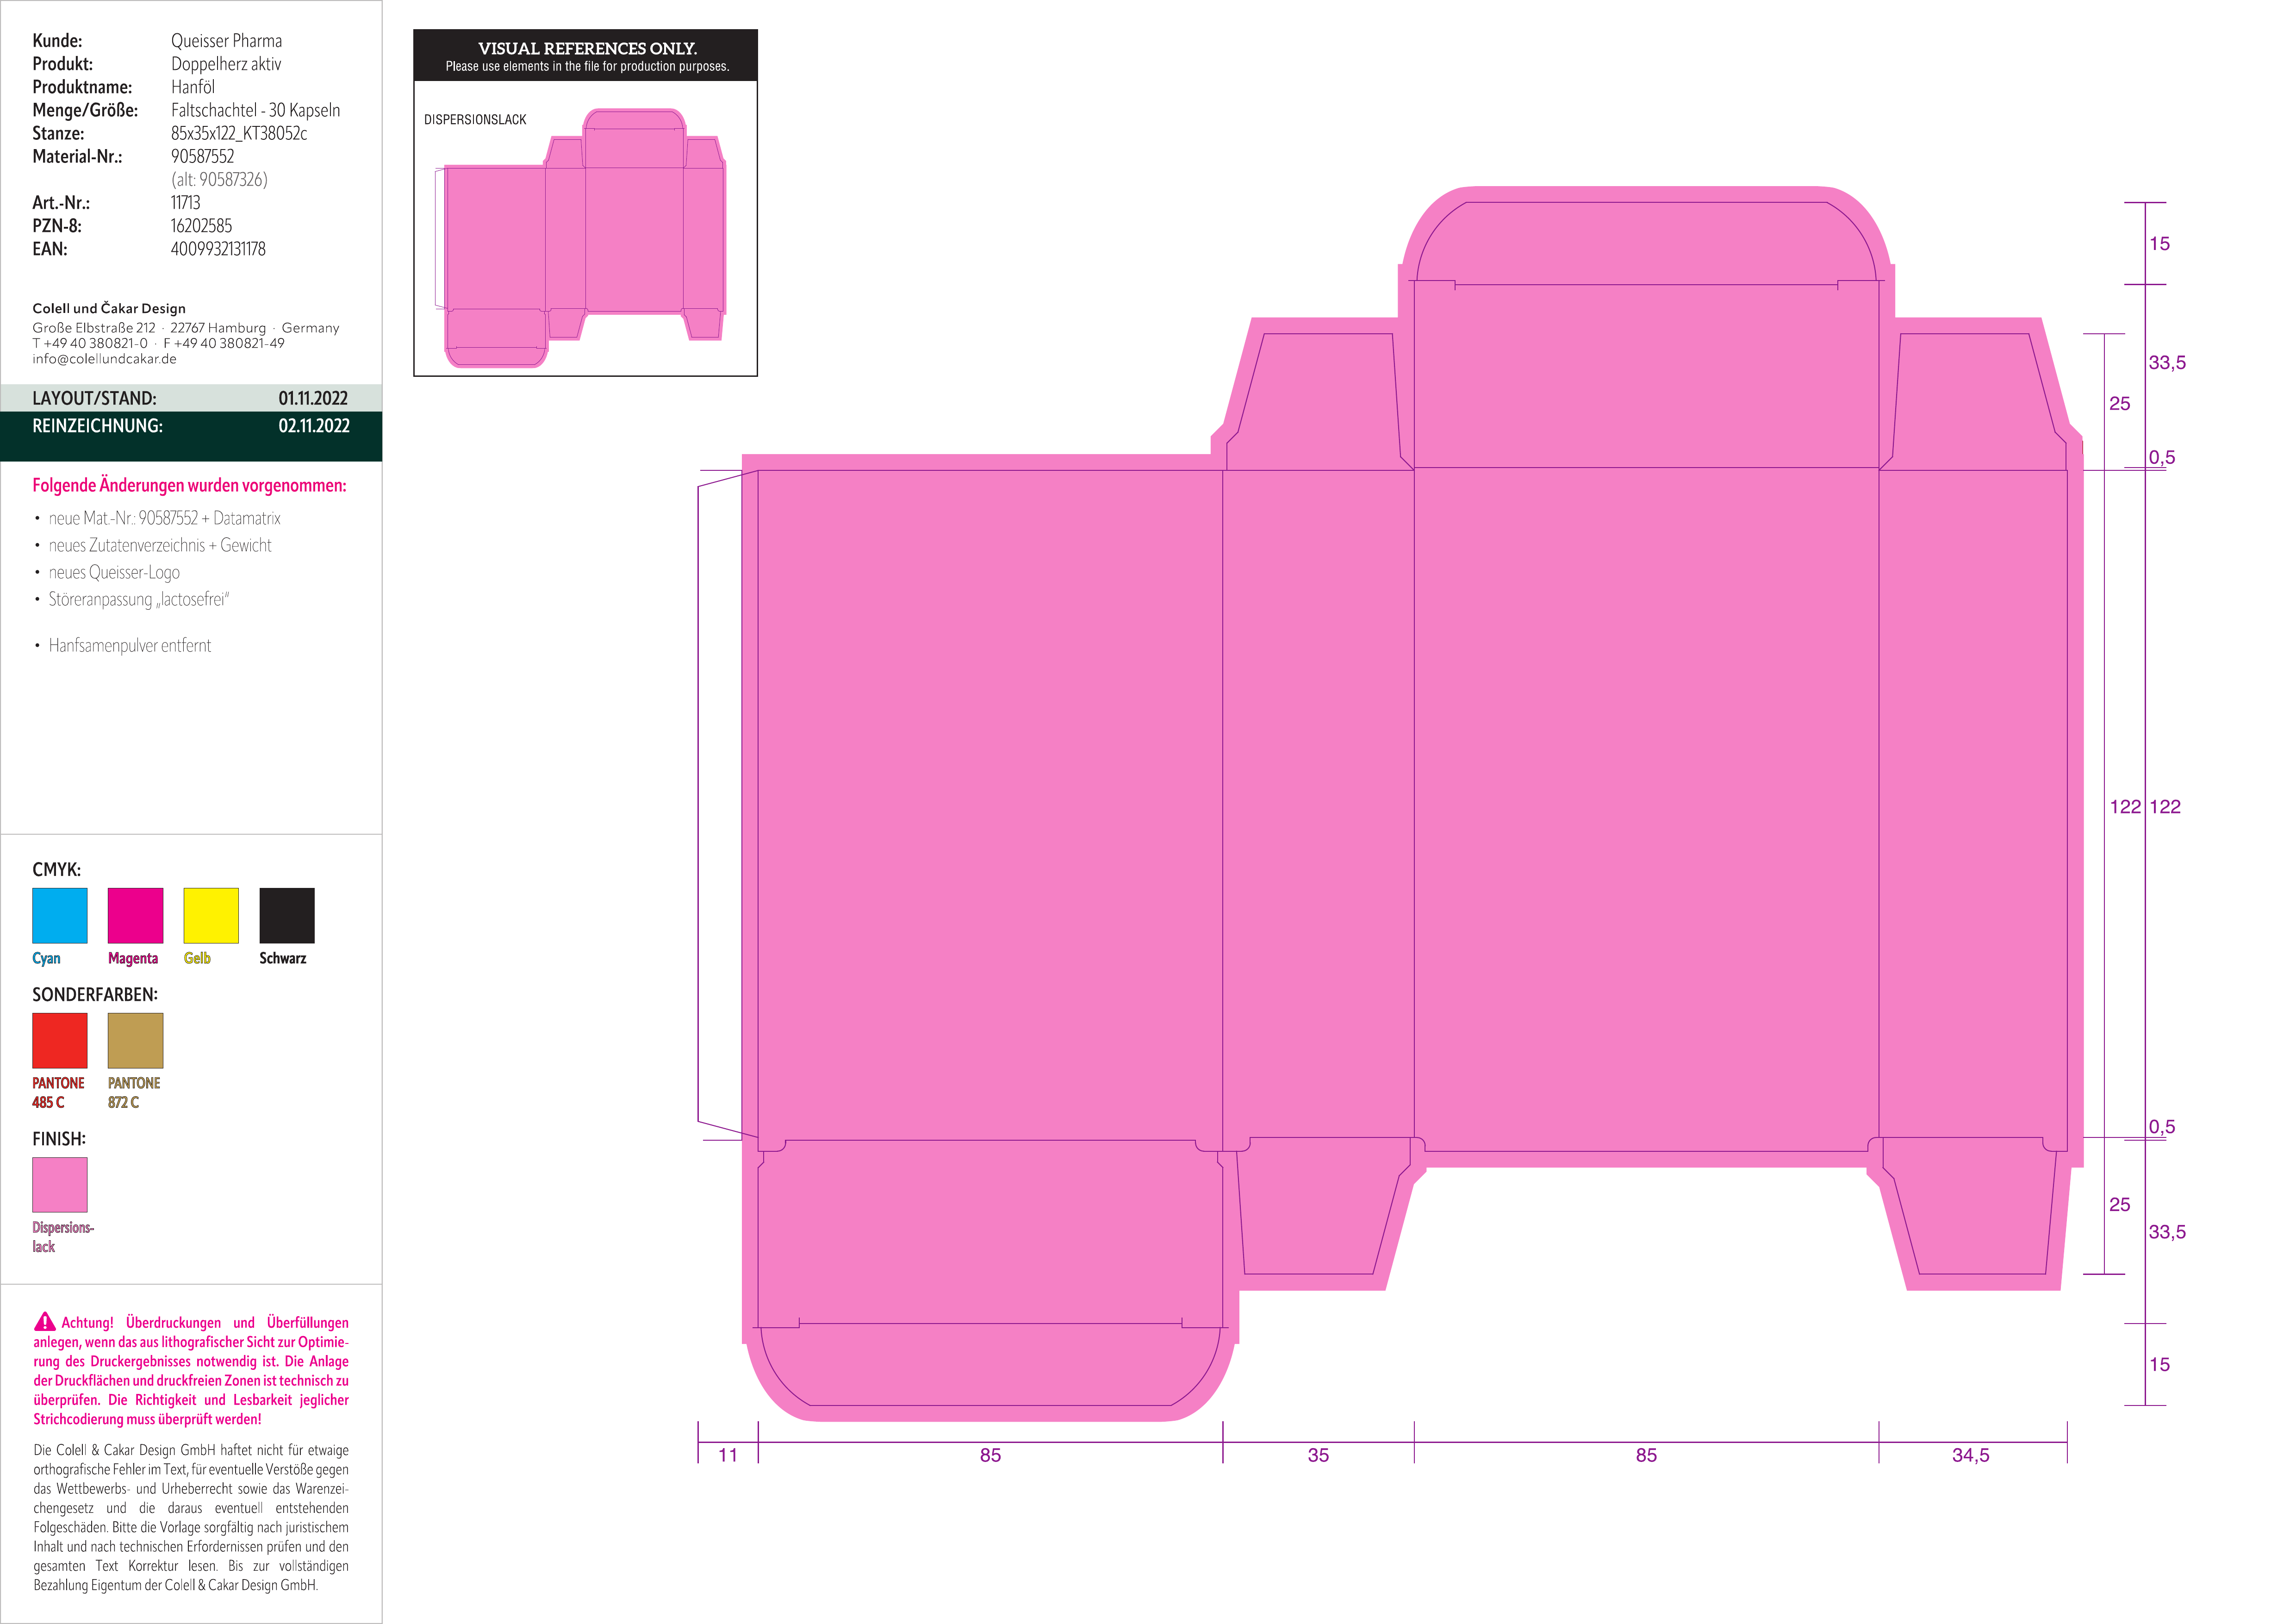 Kunde: Queisser Pharma
Produkt: Doppelherz aktiv
Produktname: Hanföl
Menge/Größe: Faltschachtel - 30 Kapseln
Stanze: 85x35x122_KT38052c
Material-Nr.: 90587552
(alt: 90587326)
Art.-Nr.: 11713
PZN-8: 16202585
EAN: 4009932131178
Colell und Čakar Design
Große Elbstraße 212 · 22767 Hamburg · Germany
T +49 40 380821-0 · F +49 40 380821-49
info@colellundcakar.de
LAYOUT/STAND: 01.11.2022
REINZEICHNUNG: 02.11.2022
Folgende Änderungen wurden vorgenommen:
• neue Mat.-Nr.: 90587552 + Datamatrix
• neues Zutatenverzeichnis + Gewicht
• neues Queisser-Logo
• Störeranpassung „lactosefrei“
• Hanfsamenpulver entfernt
CMYK:
Cyan Magenta Gelb Schwarz
SONDERFARBEN:
PANTONE PANTONE
485 C 872 C
FINISH:
Dispersions-
lack
Achtung! Überdruckungen und Überfüllungen
anlegen, wenn das aus lithografischer Sicht zur Optimie-
rung des Druckergebnisses notwendig ist. Die Anlage
der Druckflächen und druckfreien Zonen ist technisch zu
überprüfen. Die Richtigkeit und Lesbarkeit jeglicher
Strichcodierung muss überprüft werden!
Die Colell & Cakar Design GmbH haftet nicht für etwaige
orthografische Fehler im Text, für eventuelle Verstöße gegen
das Wettbewerbs- und Urheberrecht sowie das Warenzei-
chengesetz und die daraus eventuell entstehenden
Folgeschäden. Bitte die Vorlage sorgfältig nach juristischem
Inhalt und nach technischen Erfordernissen prüfen und den
gesamten Text Korrektur lesen. Bis zur vollständigen
Bezahlung Eigentum der Colell & Cakar Design GmbH.
VISUAL REFERENCES ONLY.
Please use elements in the file for production purposes.
DISPERSIONSLACK
15
33,5
25
0,5
122 122
0,5
25
33,5
15
11 85 35 85 34,5